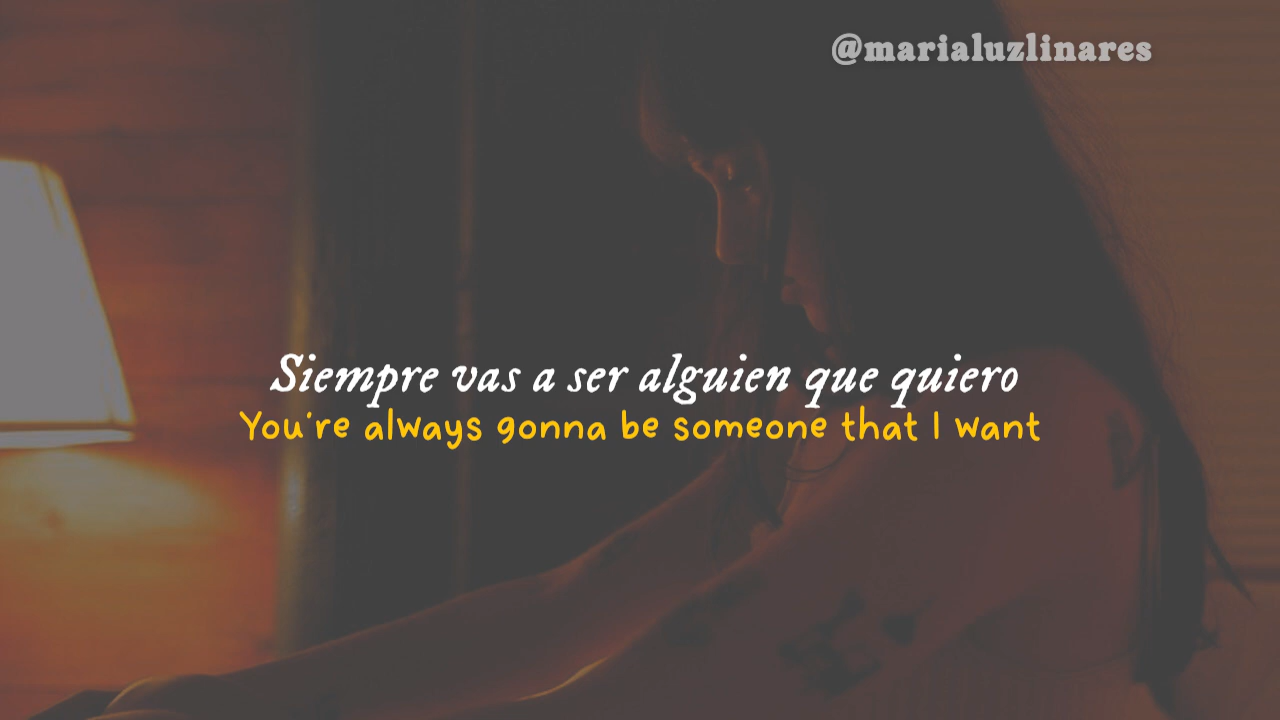 @marialuzlinares
Siempre vas a ser alguien que quiero
You're always gonna be someone that I want